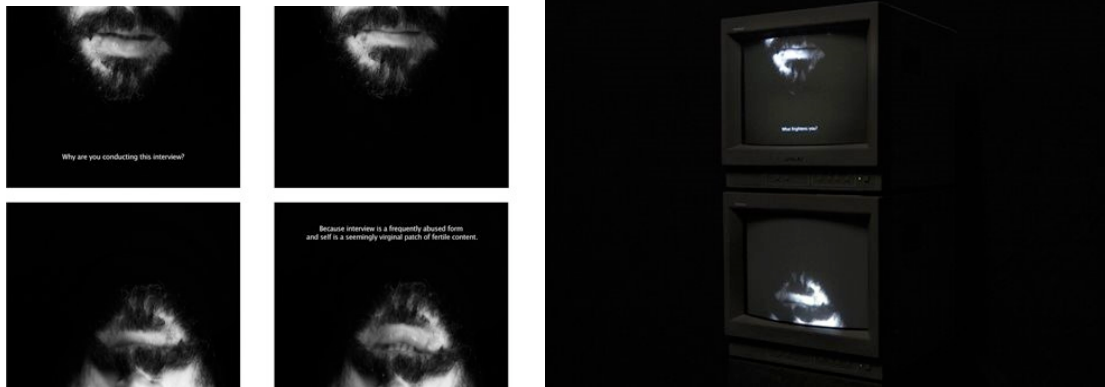 Why are you conducting this interview?
Because interview is a frequently abused form
and self is a seemingly virginal patch of fertile content.
What frightens you?